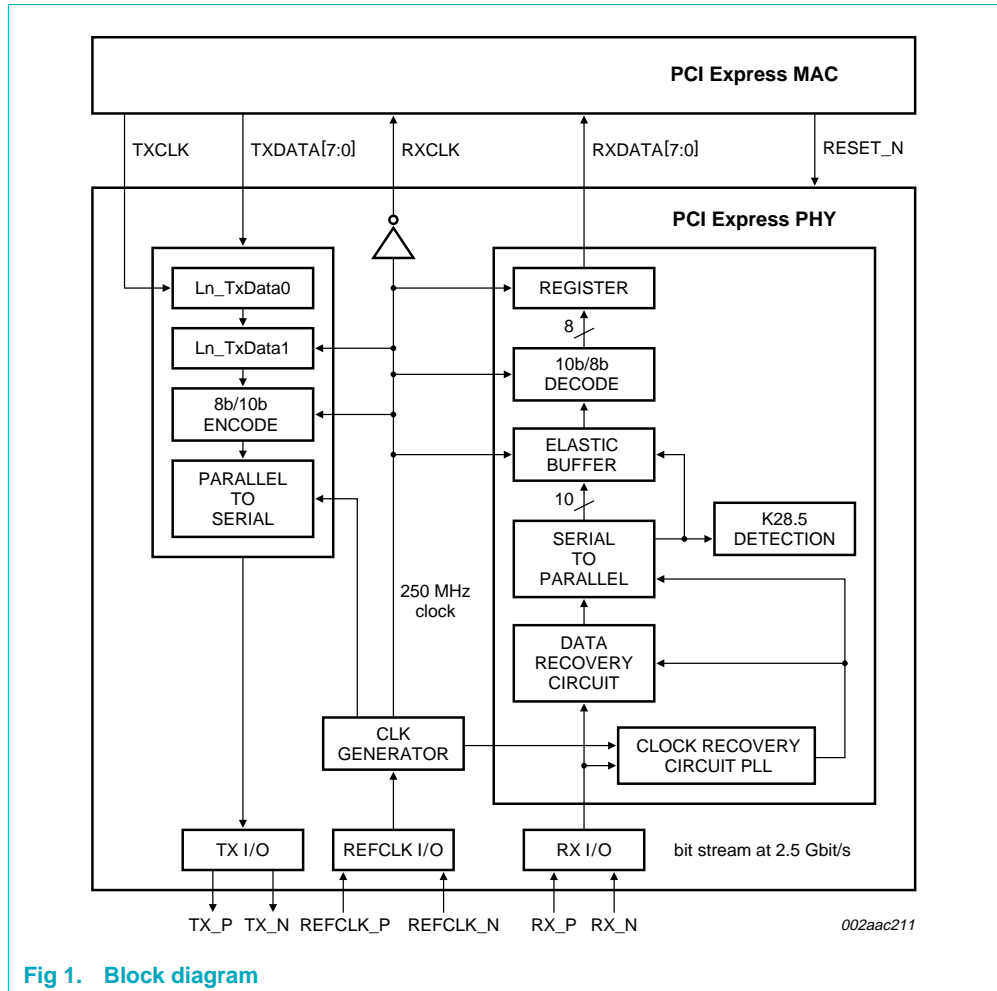 PCI Express MAC
TXCLK
TXDATA[7:0]
RXCLK
RXDATA[7:0]
RESET_N
PCI Express PHY
Ln_TxData0
Ln_TxData1
8b/10b
ENCODE
PARALLEL
TO
SERIAL
REGISTER
8
10b/8b
DECODE
ELASTIC
BUFFER
10
SERIAL
TO
PARALLEL
K28.5
DETECTION
250 MHz
clock
DATA
RECOVERY
CIRCUIT
CLK
GENERATOR
CLOCK RECOVERY
CIRCUIT PLL
TX I/O
REFCLK I/O
RX I/O
bit stream at 2.5 Gbit/s
TX_P
TX_N
REFCLK_P
REFCLK_N
RX_P
RX_N
002aac211
Fig 1. Block diagram